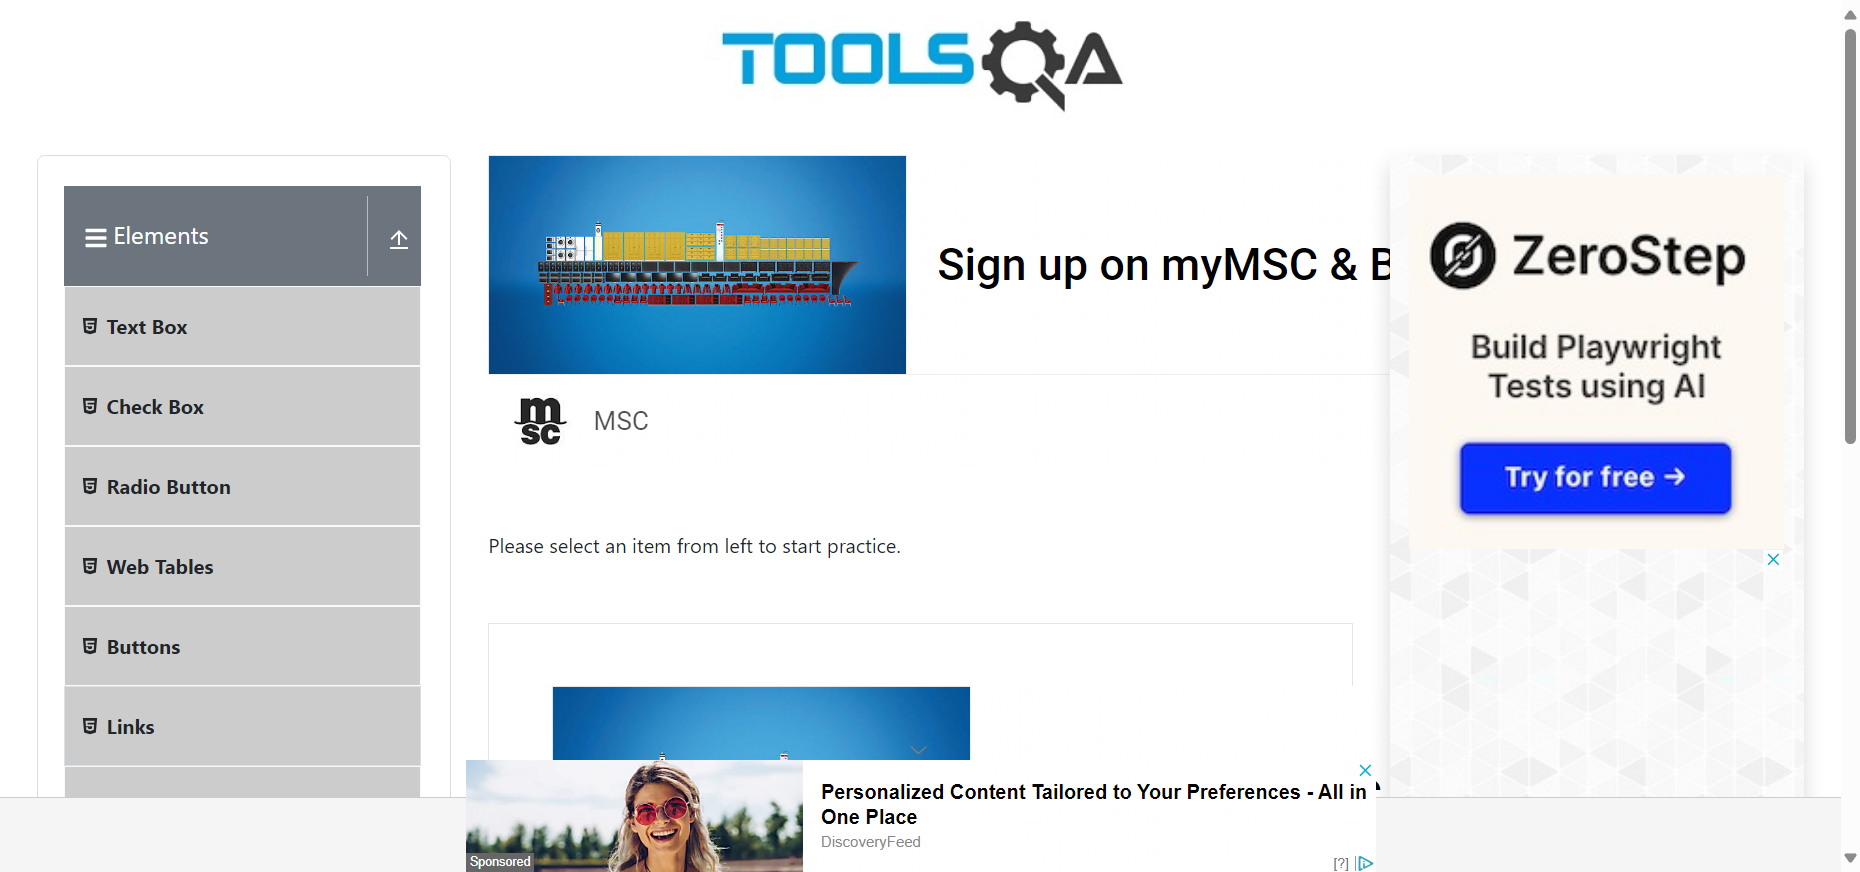 TOOLSQA
Elements
Text Box
Check Box
Radio Button
Web Tables
Buttons
Links
Sign up on myMSC & B
msc
MSC
Please select an item from left to start practice.
ZeroStep
Build Playwright
Tests using AI
Try for free →
Personalized Content Tailored to Your Preferences - All in
One Place
DiscoveryFeed
Sponsored
[?]